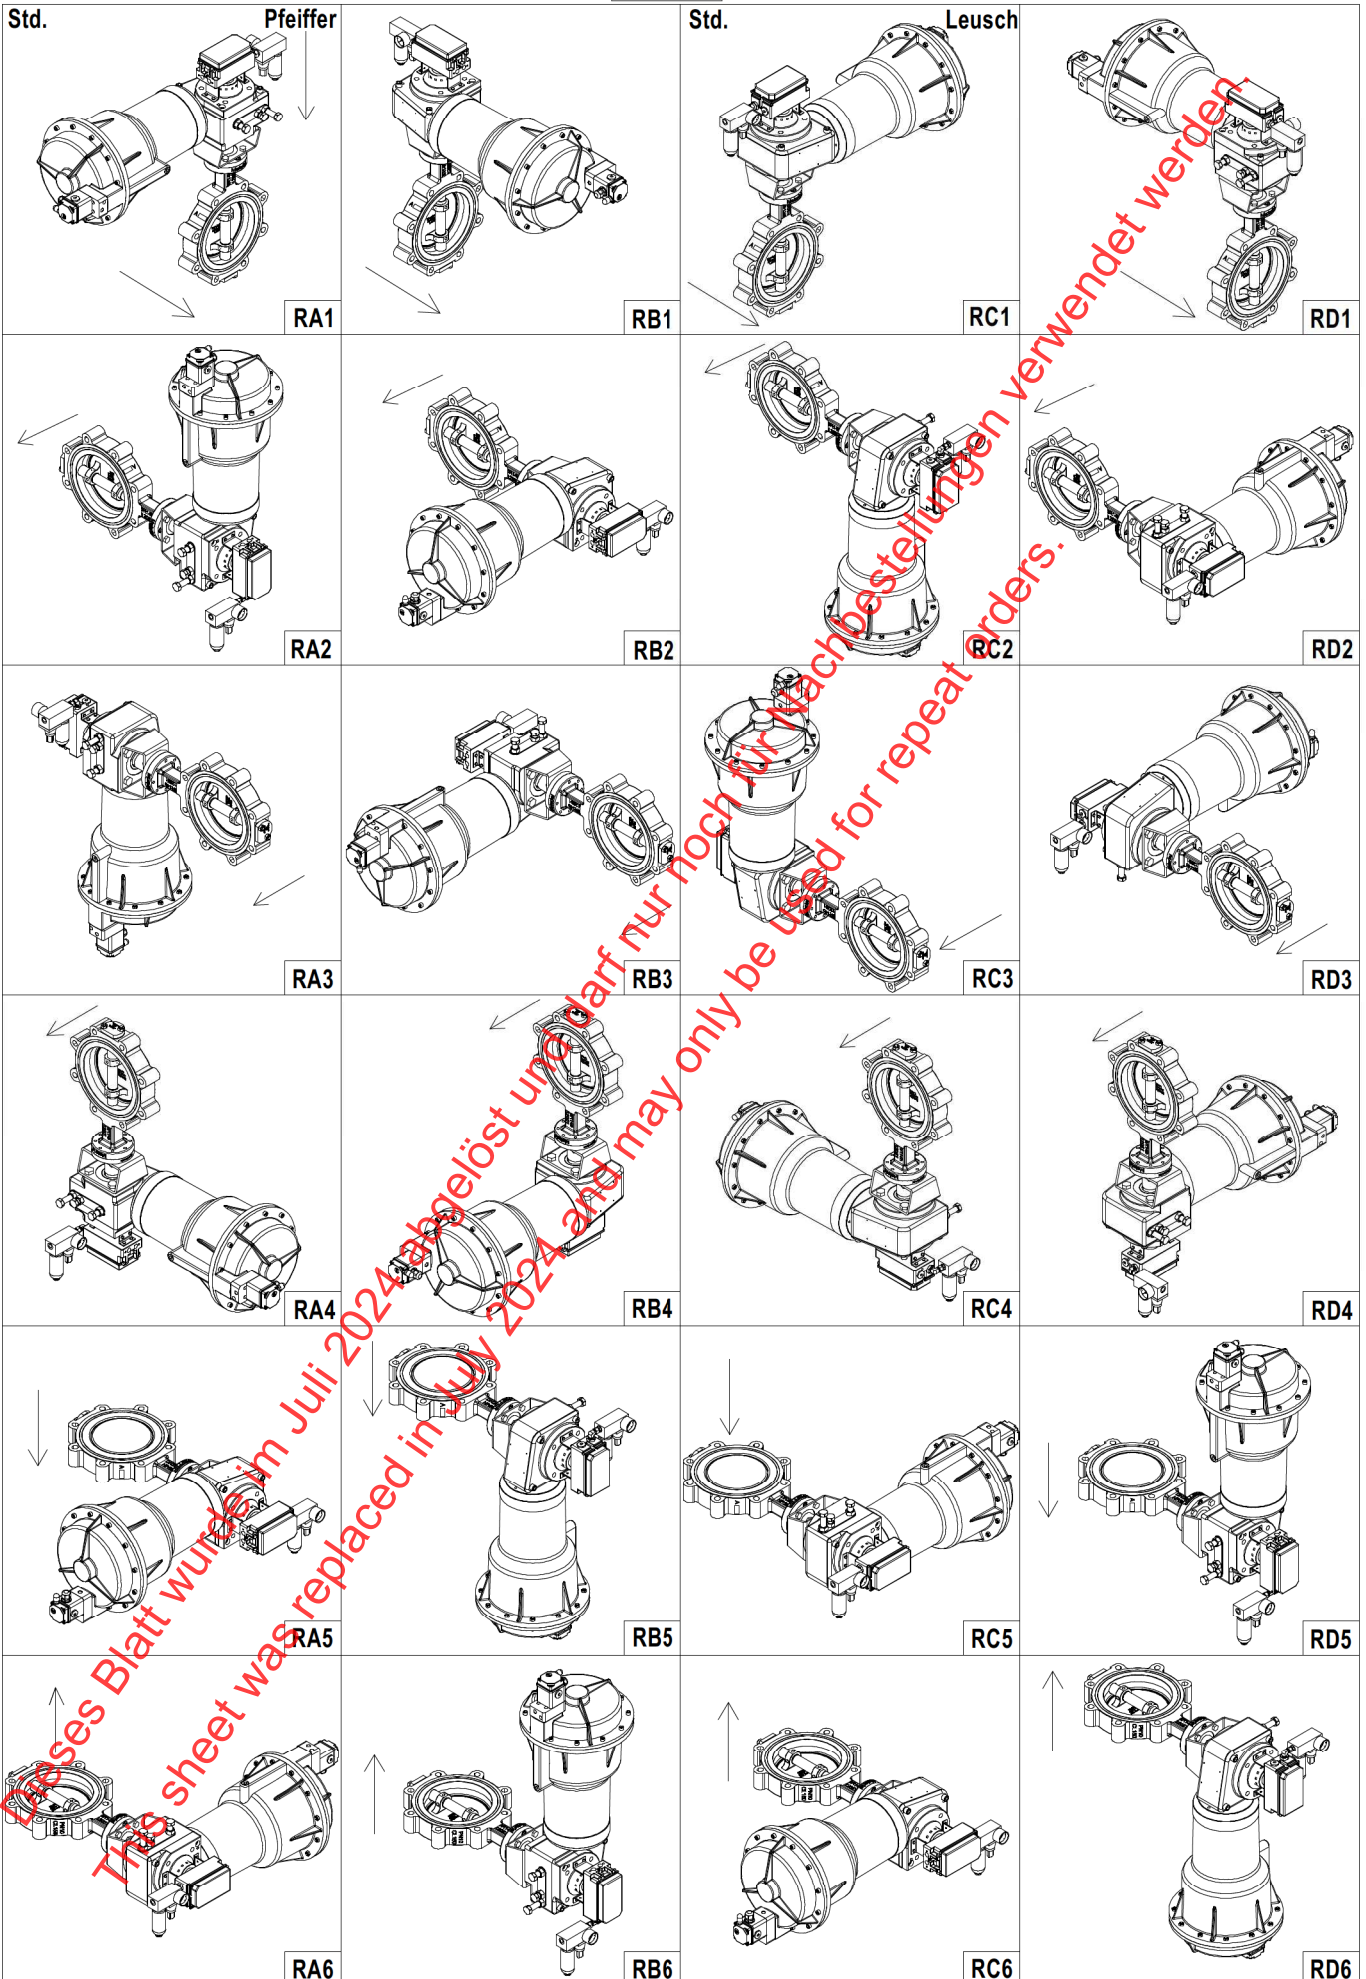 Std. Pfeiffer
Std. Leusch
RA1 RB1 RC1 RD1
RA2 RB2 RC2 RD2
RA3 RB3 RC3 RD3
RA4 RB4 RC4 RD4
RA5 RB5 RC5 RD5
RA6 RB6 RC6 RD6
Dieses Blatt wurde im Juli 2024 abgelöst und darf nur noch für Nachbestellungen verwendet werden.
This sheet was replaced in July 2024 and may only be used for repeat orders.